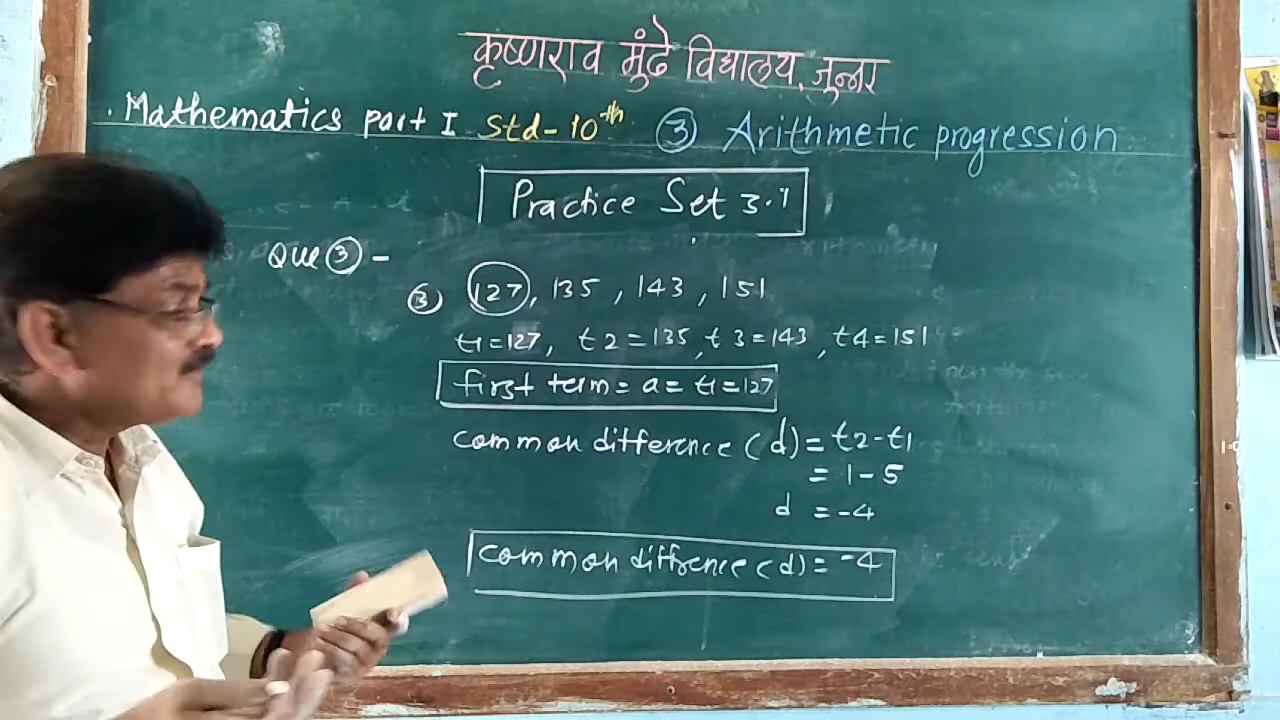 कृष्णराव मुंढे विद्यालय, जुन्नर
Mathematics part I Std-10th ③ Arithmetic progression
Practice Set 3.1
Que ③ -
③ 127, 135, 143, 151
t1=127, t2=135, t3=143, t4=151
first term = a = t1 = 127
common difference (d) = t2-t1
= 1-5
d = -4
common diffrence (d) = -4